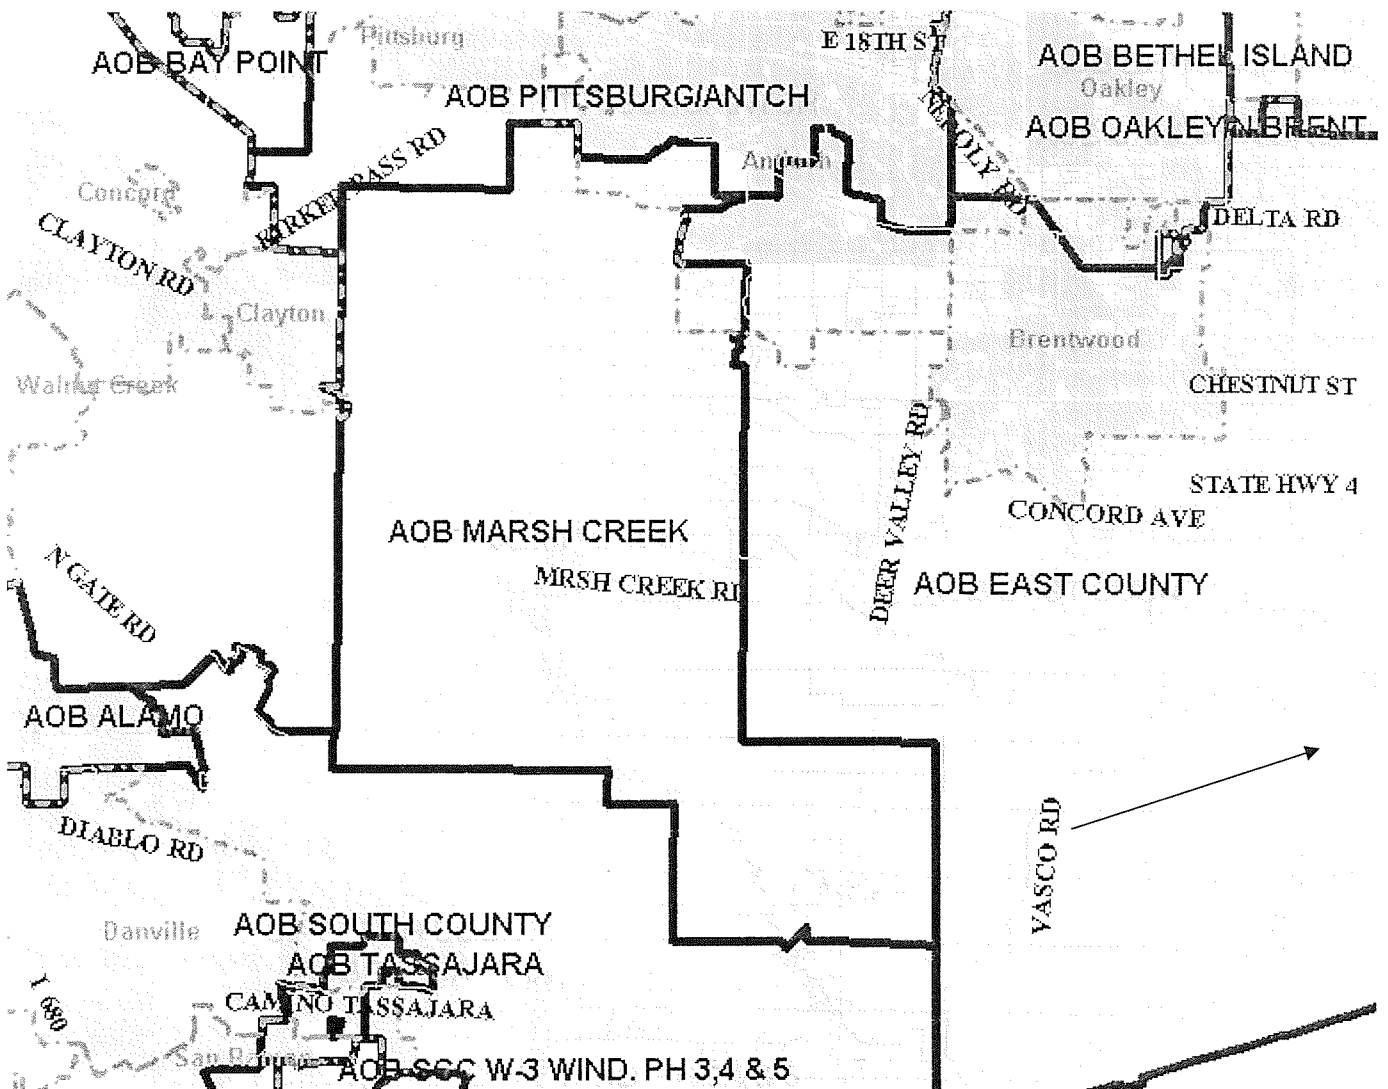 Pittsburg
E 18TH ST
AOB BAY POINT
AOB BETHEL ISLAND
Oakley
AOB PITTSBURG/ANTCH
AOB OAKLEY/N BRENT
NEROLY RD
KIRKER PASS RD
Antioch
Concord
CLAYTON RD
DELTA RD
Clayton
Brentwood
Walnut Creek
CHESTNUT ST
DEER VALLEY RD
STATE HWY 4
CONCORD AVE
AOB MARSH CREEK
MRSH CREEK RD
AOB EAST COUNTY
N GATE RD
AOB ALAMO
DIABLO RD
VASCO RD
Danville
AOB SOUTH COUNTY
AOB TASSAJARA
CAMINO TASSAJARA
I 680
San Ramon
AOB SCC W-3 WIND. PH 3,4 & 5